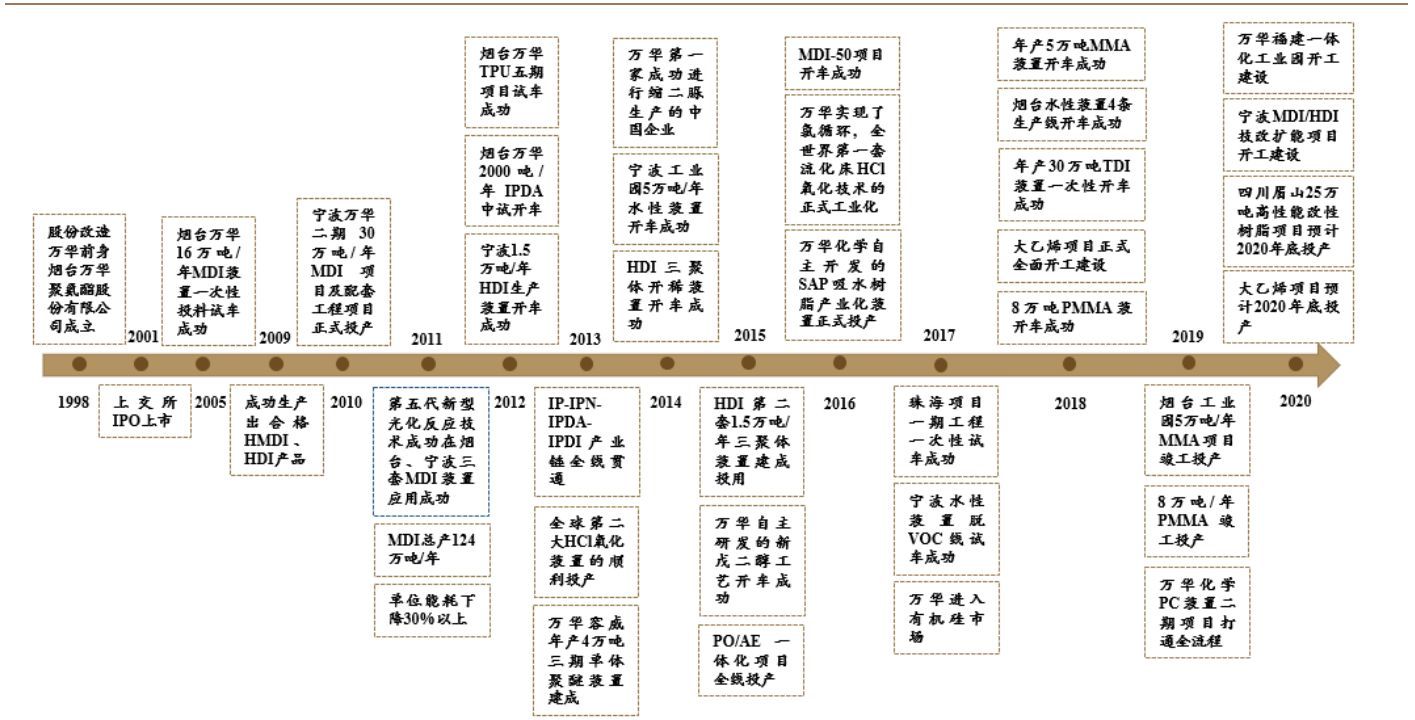 股份改造
万华前身
烟台万华
聚氨酯股
份有限公
司成立
1998
2001
上交所
IPO上市
烟台万华
16万吨/
年MDI装
置一次性
投料试车
成功
2005
2009
成功生产
出合格
HMDI、
HDI产品
宁波万华
二期 30
万吨/年
MDI 项
目及配套
工程项目
正式投产
2010
2011
第五代新型
光化反应技
术成功在烟
台、宁波三
套MDI装置
应用成功
MDI总产124
万吨/年
单位能耗下
降30%以上
烟台万华
TPU五期
项目试车
成功
烟台万华
2000 吨/
年 IPDA
中试开车
宁波1.5
万吨/年
HDI生产
装置开车
成功
2012
2013
IP-IPN-
IPDA-
IPDI产业
链全线贯
通
全球第二
大HCl氧化
装置的顺
利投产
万华容威
年产4万吨
三期单体
聚醚装置
建成
万华第一
家成功进
行缩二脲
生产的中
国企业
宁波工业
园5万吨/年
水性装置
开车成功
HDI三聚
体开稀装
置开车成
功
2014
2015
HDI第二
套1.5万吨/
年三聚体
装置建成
投用
万华自主
研发的新
戊二醇工
艺开车成
功
PO/AE一
体化项目
全线投产
MDI-50项目
开车成功
万华实现了
氯循环，全
世界第一套
流化床HCl
氧化技术的
正式工业化
万华化学自
主开发的
SAP吸水树
脂产业化装
置正式投产
2016
2017
珠海项目
一期工程
一次性试
车成功
宁波水性
装置脱
VOC线试
车成功
万华进入
有机硅市
场
年产5万吨MMA
装置开车成功
烟台水性装置4条
生产线开车成功
年产30万吨TDI
装置一次性开车
成功
大乙烯项目正式
全面开工建设
8万吨PMMA装
开车成功
2018
2019
烟台工业
园5万吨/年
MMA项目
竣工投产
8万吨/年
PMMA竣
工投产
万华化学
PC装置二
期项目打
通全流程
万华福建一体
化工业园开工
建设
宁波MDI/HDI
技改扩能项目
开工建设
四川眉山25万
吨高性能改性
树脂项目预计
2020年底投产
大乙烯项目预
计2020年底投
产
2020